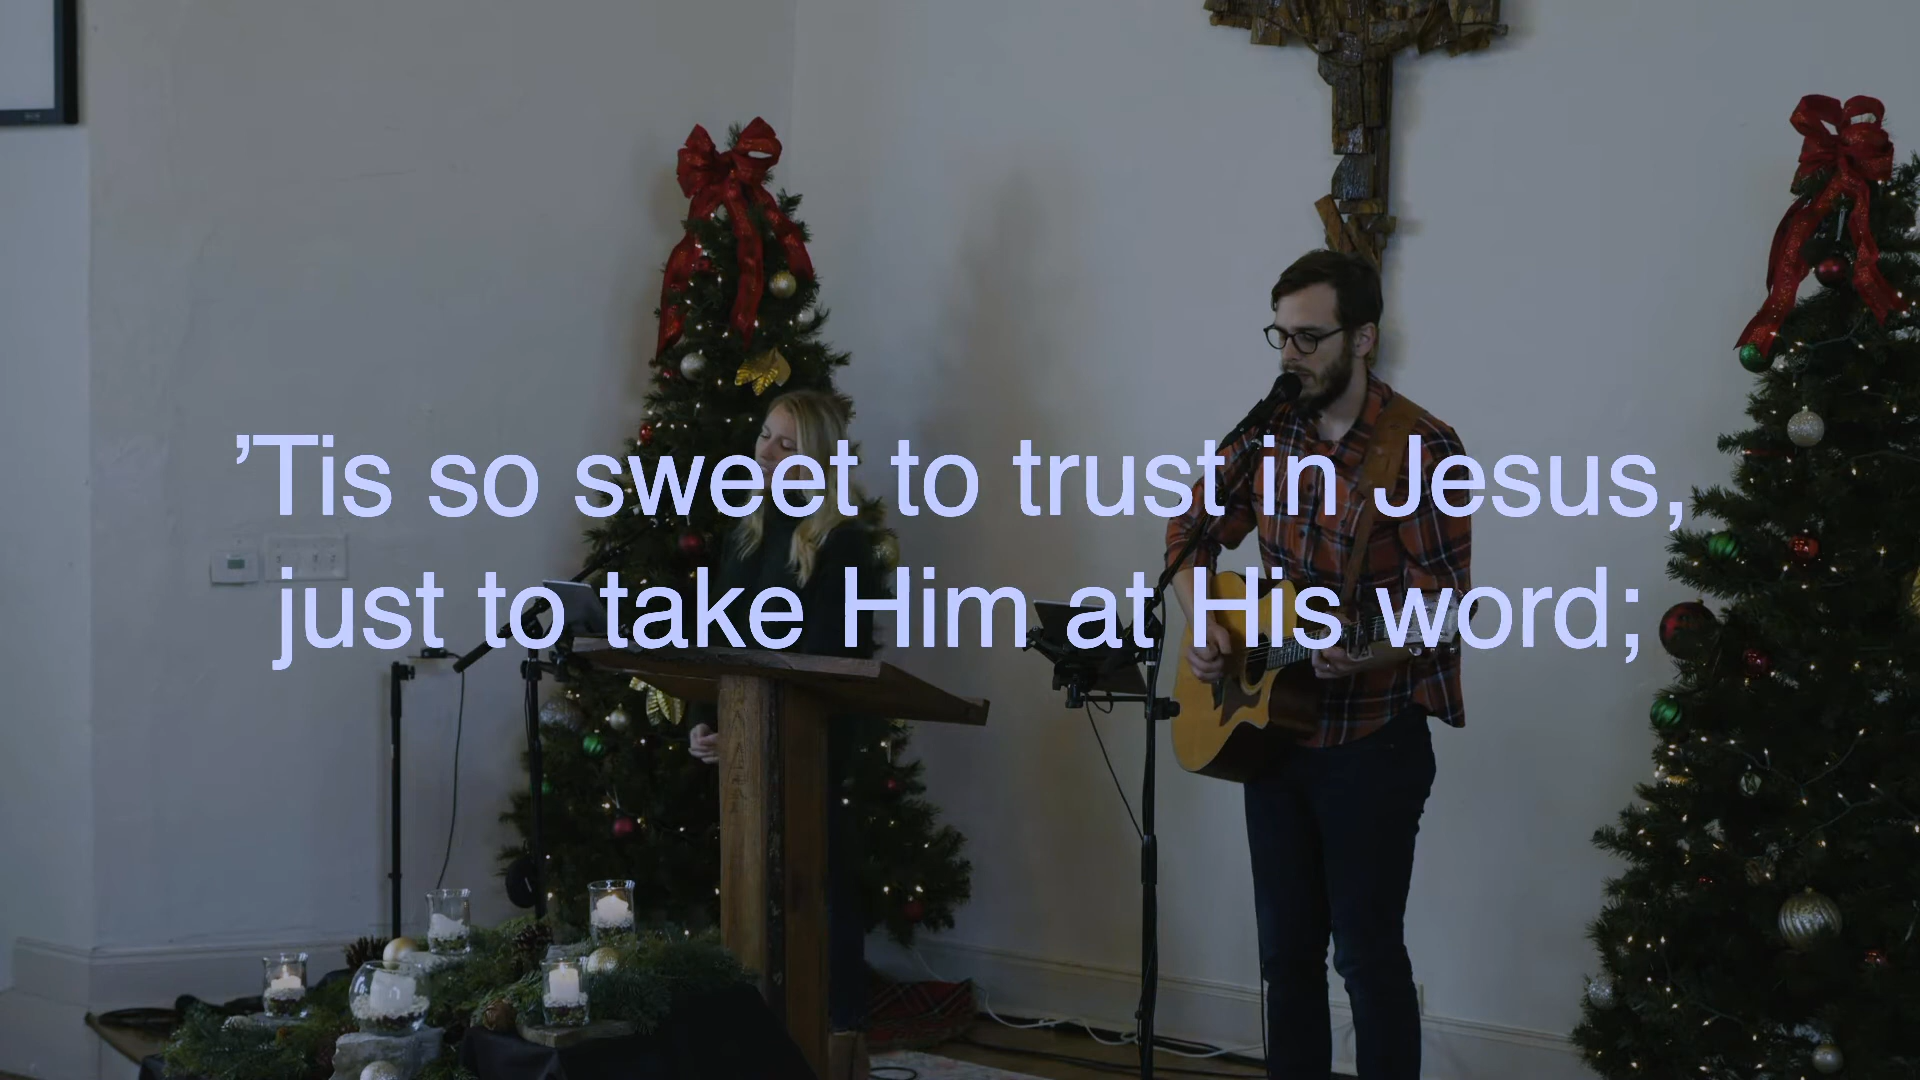 ’Tis so sweet to trust in Jesus,
just to take Him at His word;